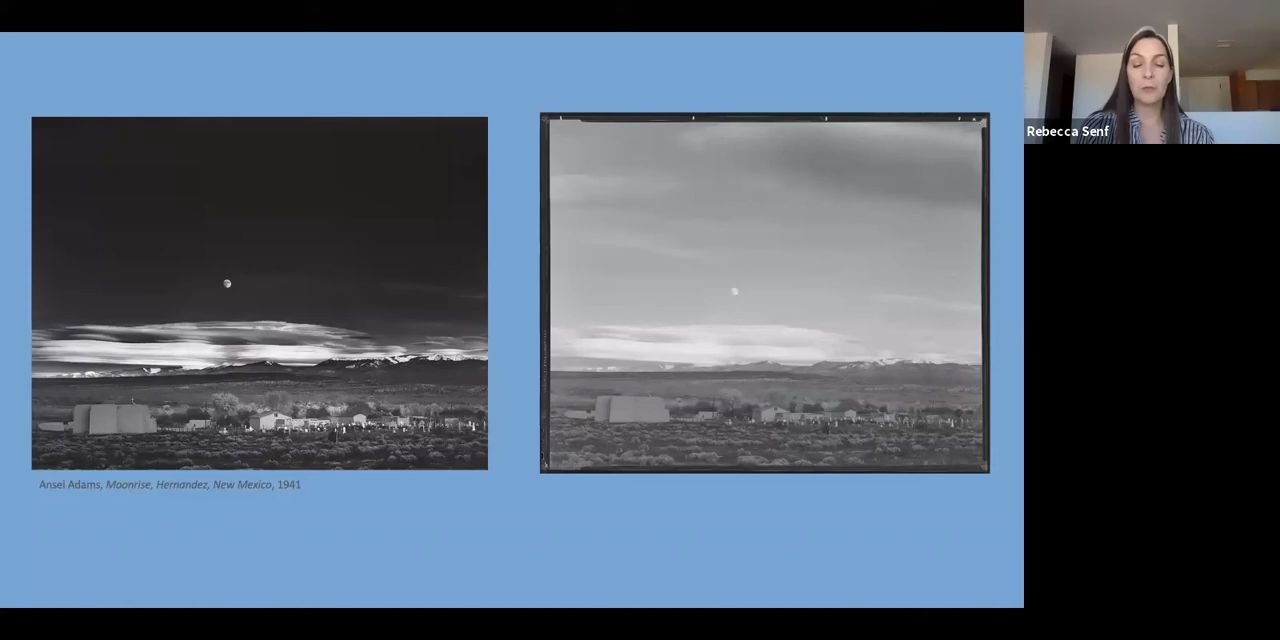 Rebecca Senf
Ansel Adams, Moonrise, Hernandez, New Mexico, 1941